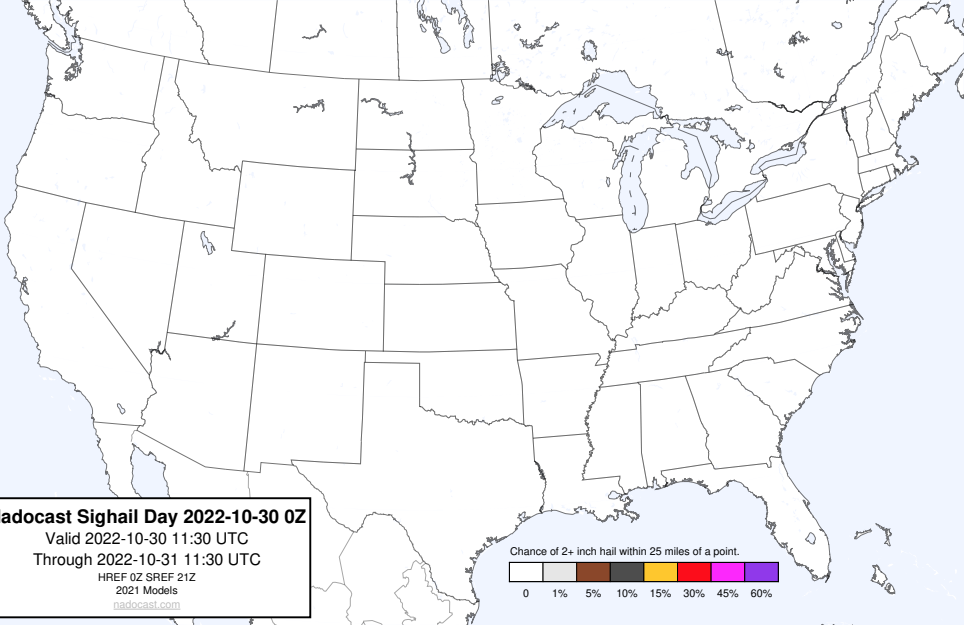 adocast Sighail Day 2022-10-30 0Z
Valid 2022-10-30 11:30 UTC
Through 2022-10-31 11:30 UTC
HREF 0Z SREF 21Z
2021 Models
nadocast.com
Chance of 2+ inch hail within 25 miles of a point.
0 1% 5% 10% 15% 30% 45% 60%